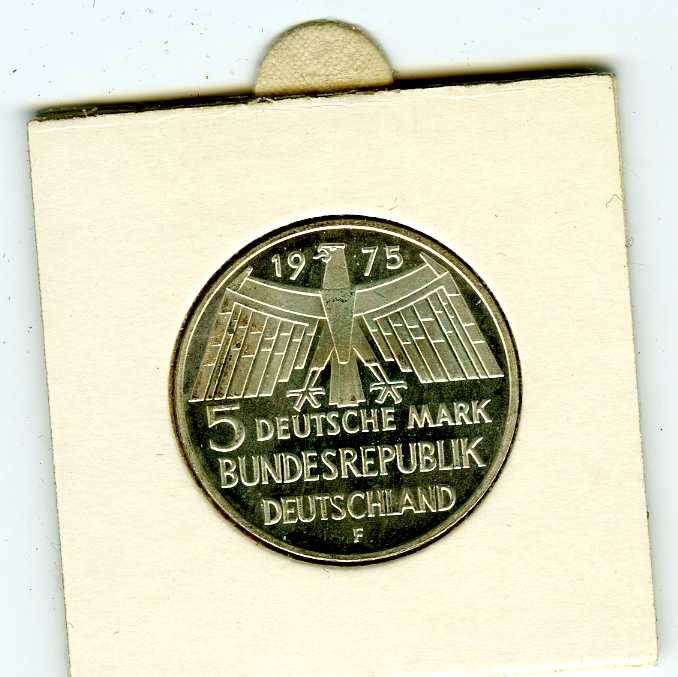 1975
5 DEUTSCHE MARK
BUNDESREPUBLIK
DEUTSCHLAND
F